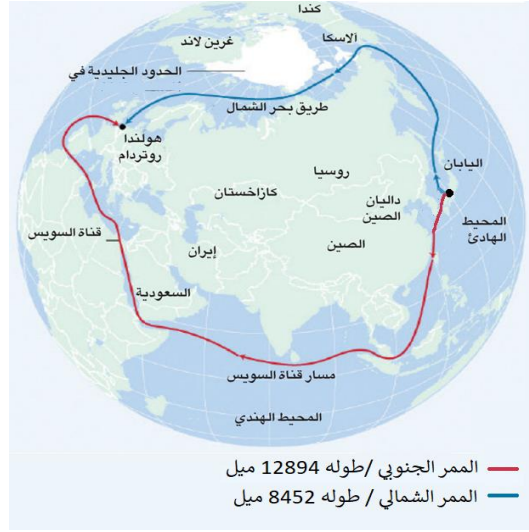 كندا
الاسكا
غرين لاند
الحدود الجليدية في
طريق بحر الشمال
هولندا
روتردام
اليابان
روسيا
كازاخستان
داليان
الصين
المحيط
الهادئ
قناة السويس
الصين
إيران
السعودية
مسار قناة السويس
المحيط الهندي
الممر الجنوبي /طوله 12894 ميل
الممر الشمالي / طوله 8452 ميل